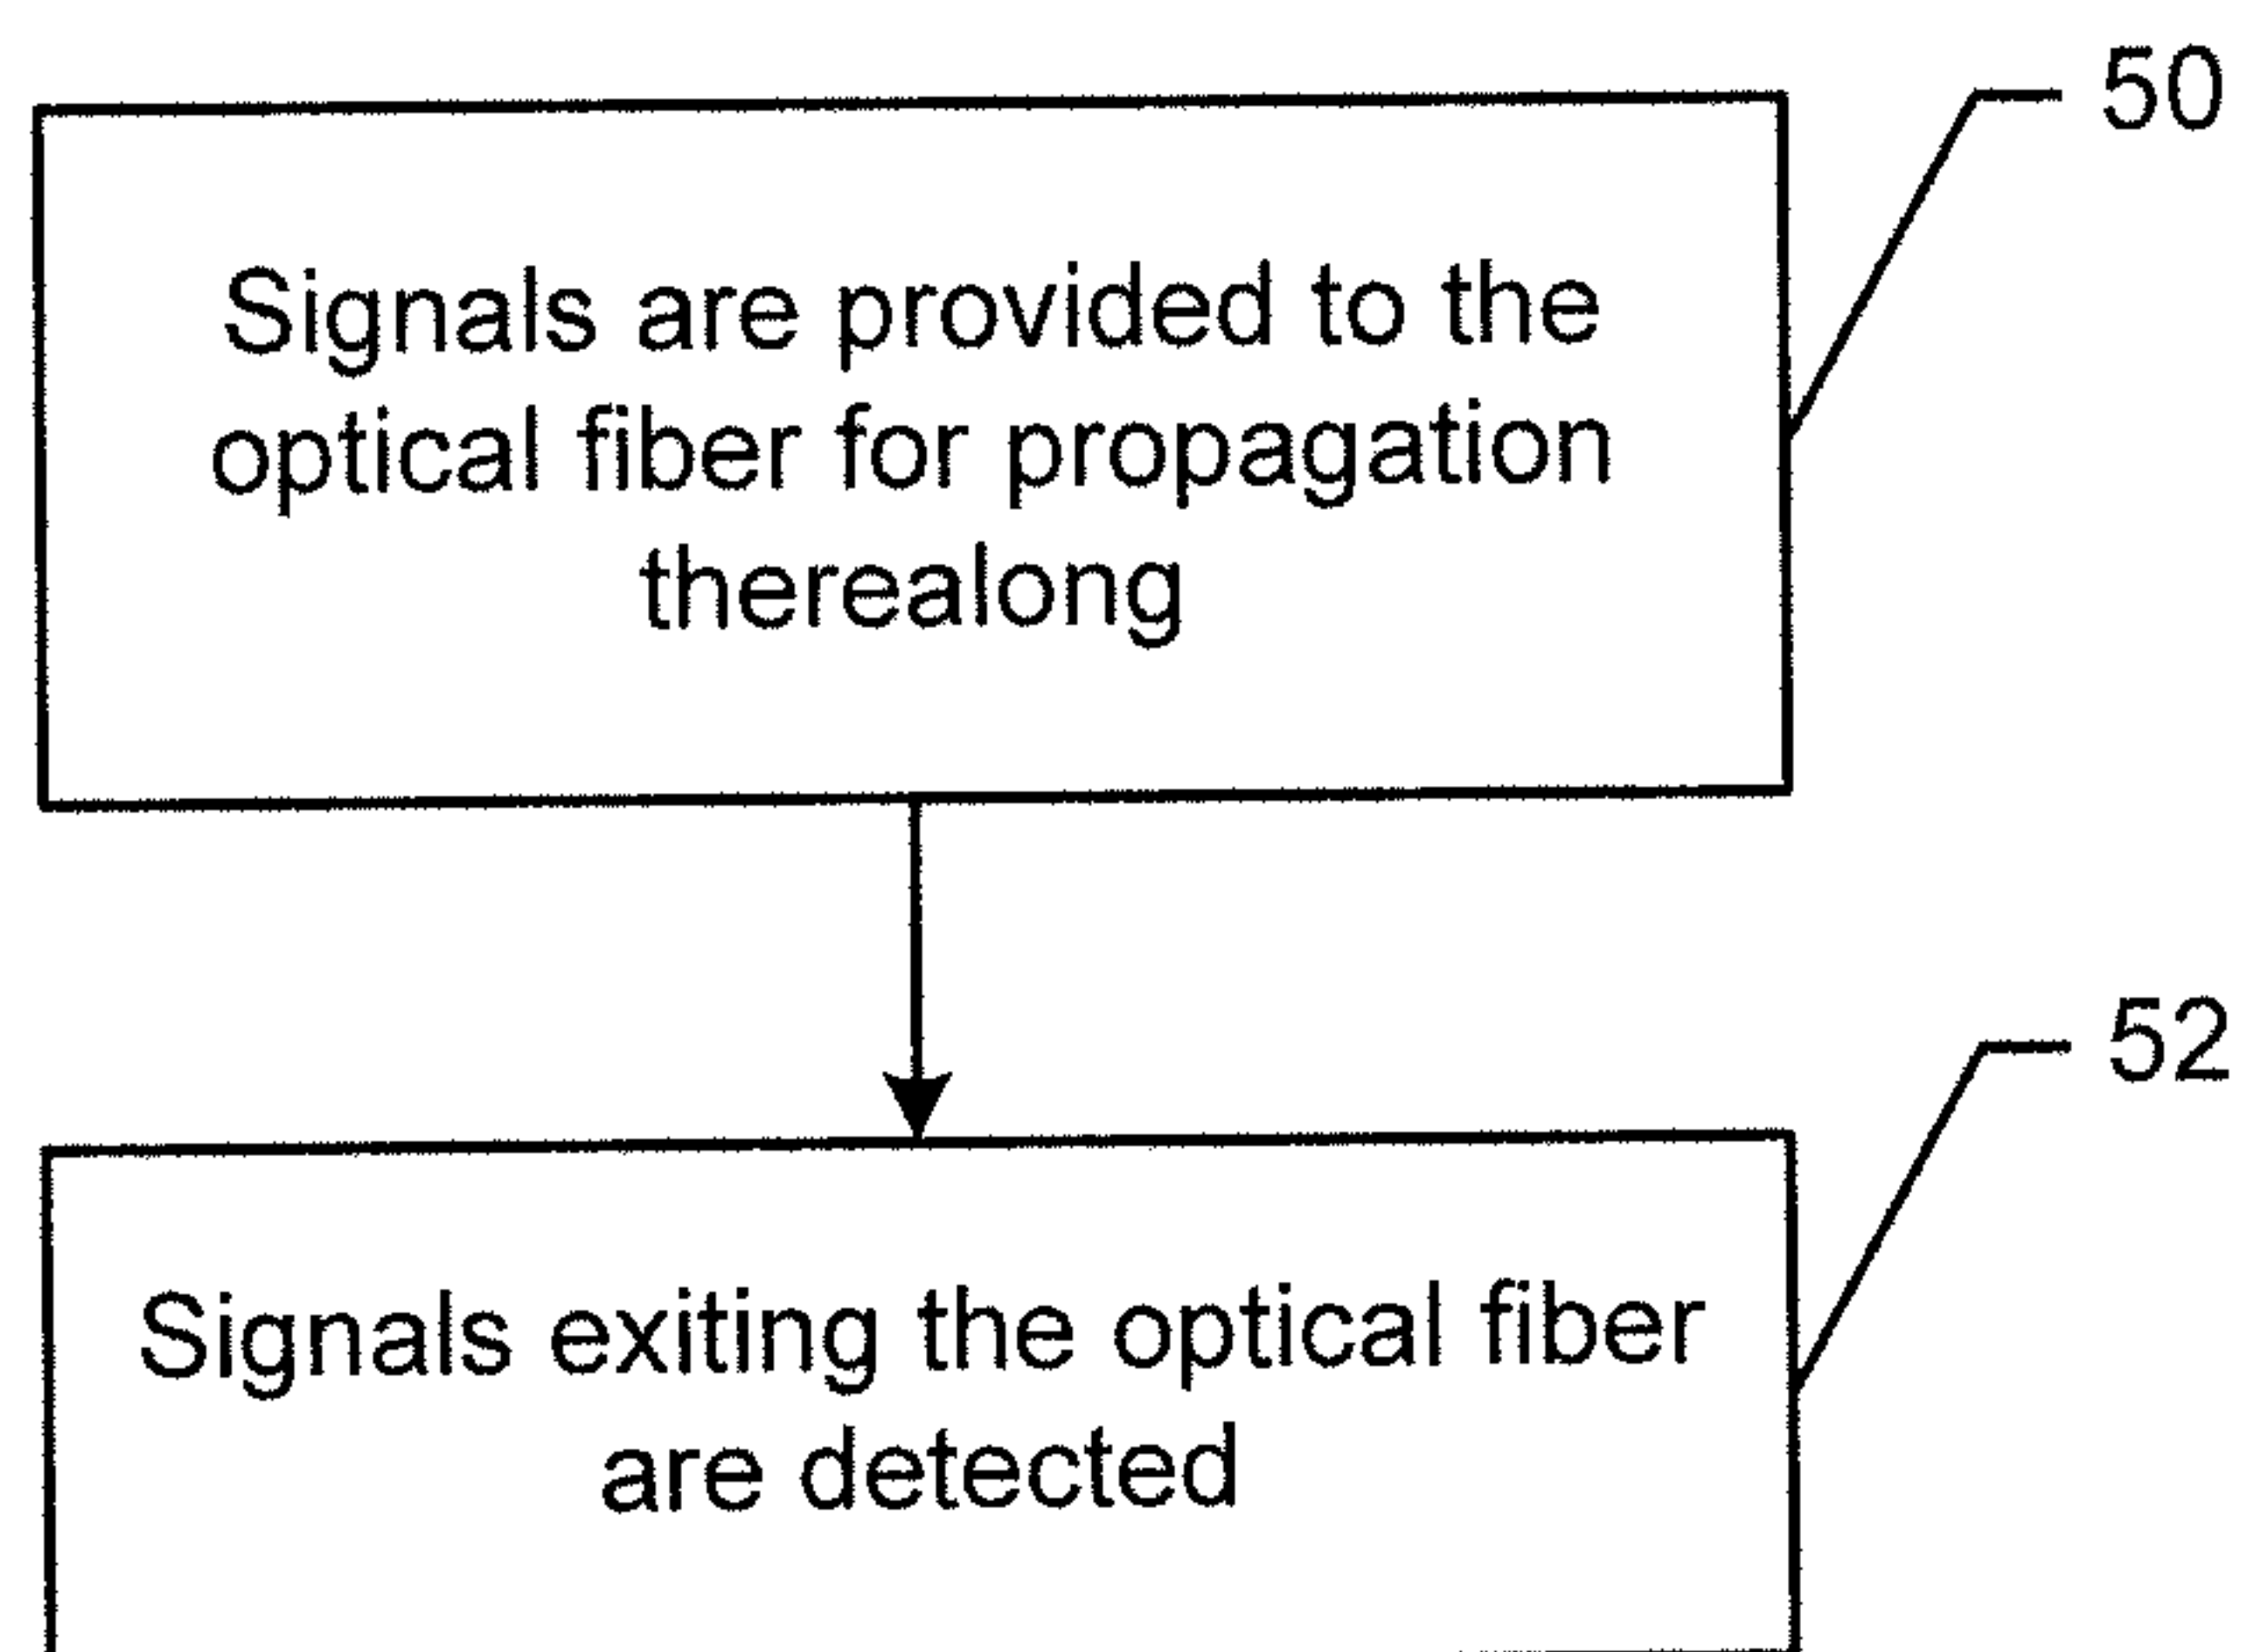 50
Signals are provided to the
optical fiber for propagation
therealong
52
Signals exiting the optical fiber
are detected